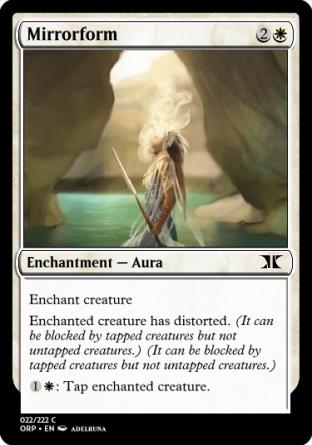 Mirrorform 2
Enchantment — Aura
Enchant creature
Enchanted creature has distorted. (It can
be blocked by tapped creatures but not
untapped creatures.) (It can be blocked by
tapped creatures but not untapped creatures.)
1 : Tap enchanted creature.
022/222 C
ORP • EN ADELRUNA